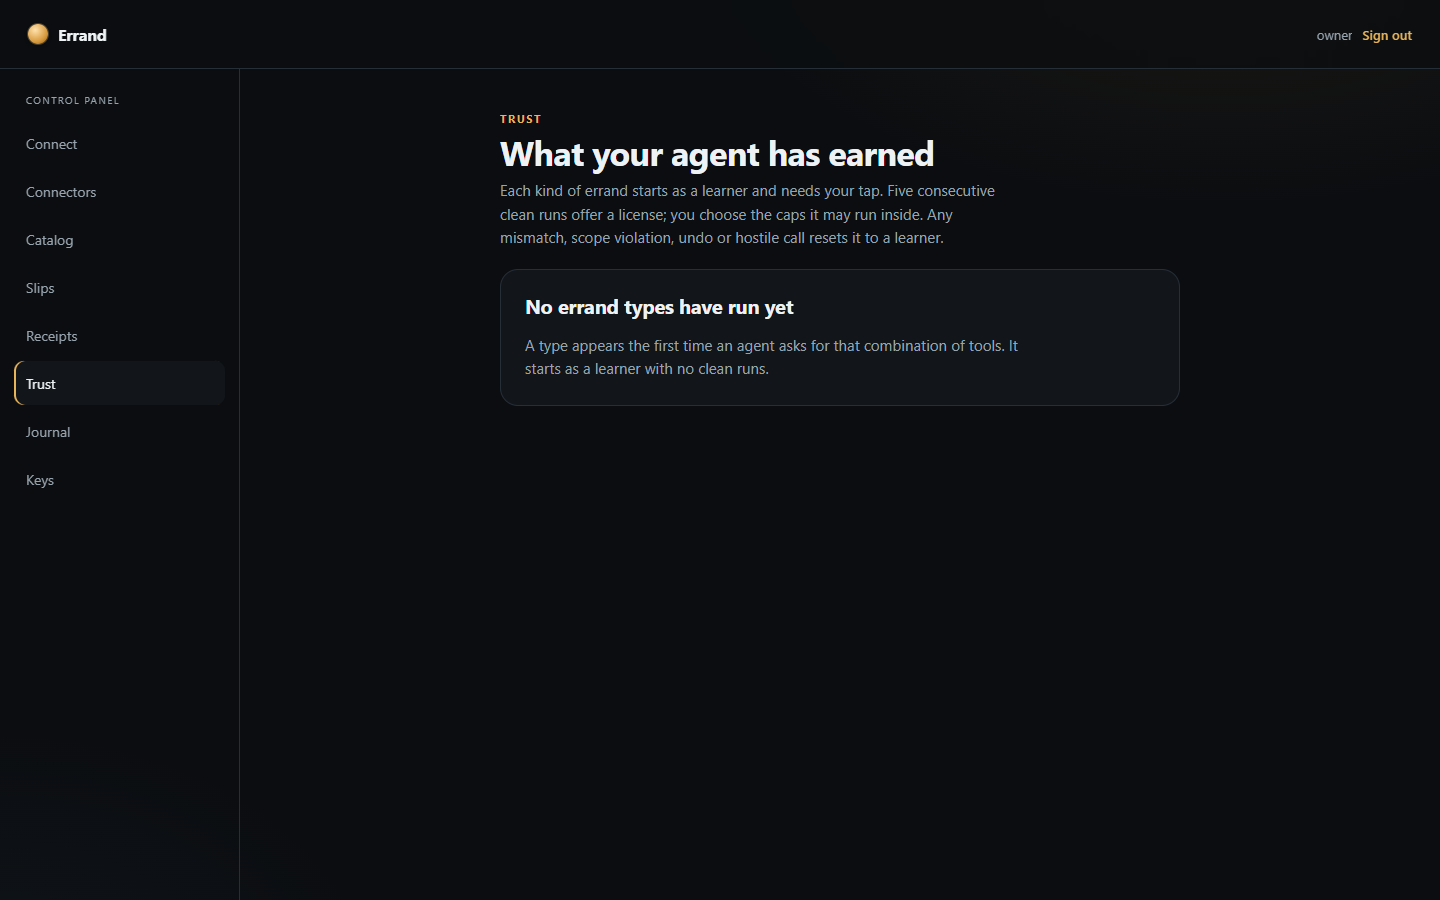 Errand
owner Sign out
CONTROL PANEL
Connect
Connectors
Catalog
Slips
Receipts
Trust
Journal
Keys
TRUST
What your agent has earned
Each kind of errand starts as a learner and needs your tap. Five consecutive
clean runs offer a license; you choose the caps it may run inside. Any
mismatch, scope violation, undo or hostile call resets it to a learner.
No errand types have run yet
A type appears the first time an agent asks for that combination of tools. It
starts as a learner with no clean runs.